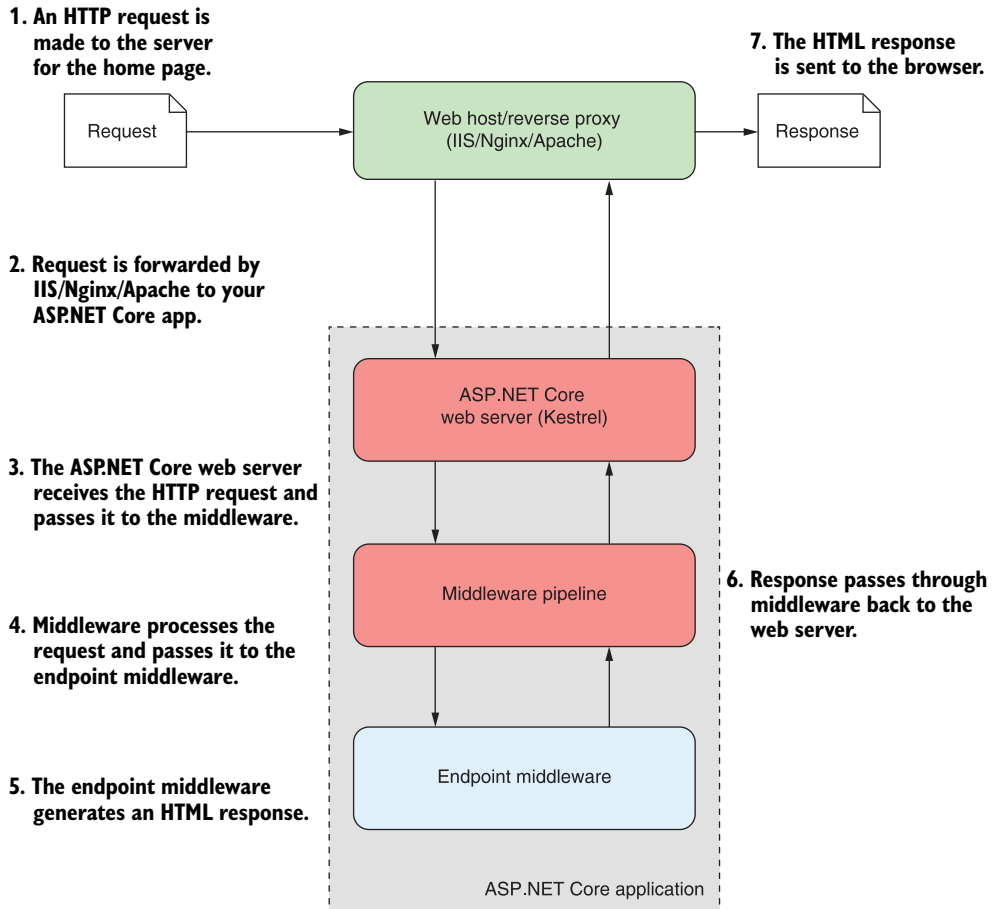 1. An HTTP request is
made to the server
for the home page.
7. The HTML response
is sent to the browser.
Request
Web host/reverse proxy
(IIS/Nginx/Apache)
Response
2. Request is forwarded by
IIS/Nginx/Apache to your
ASP.NET Core app.
ASP.NET Core
web server (Kestrel)
3. The ASP.NET Core web server
receives the HTTP request and
passes it to the middleware.
Middleware pipeline
6. Response passes through
middleware back to the
web server.
4. Middleware processes the
request and passes it to the
endpoint middleware.
Endpoint middleware
5. The endpoint middleware
generates an HTML response.
ASP.NET Core application